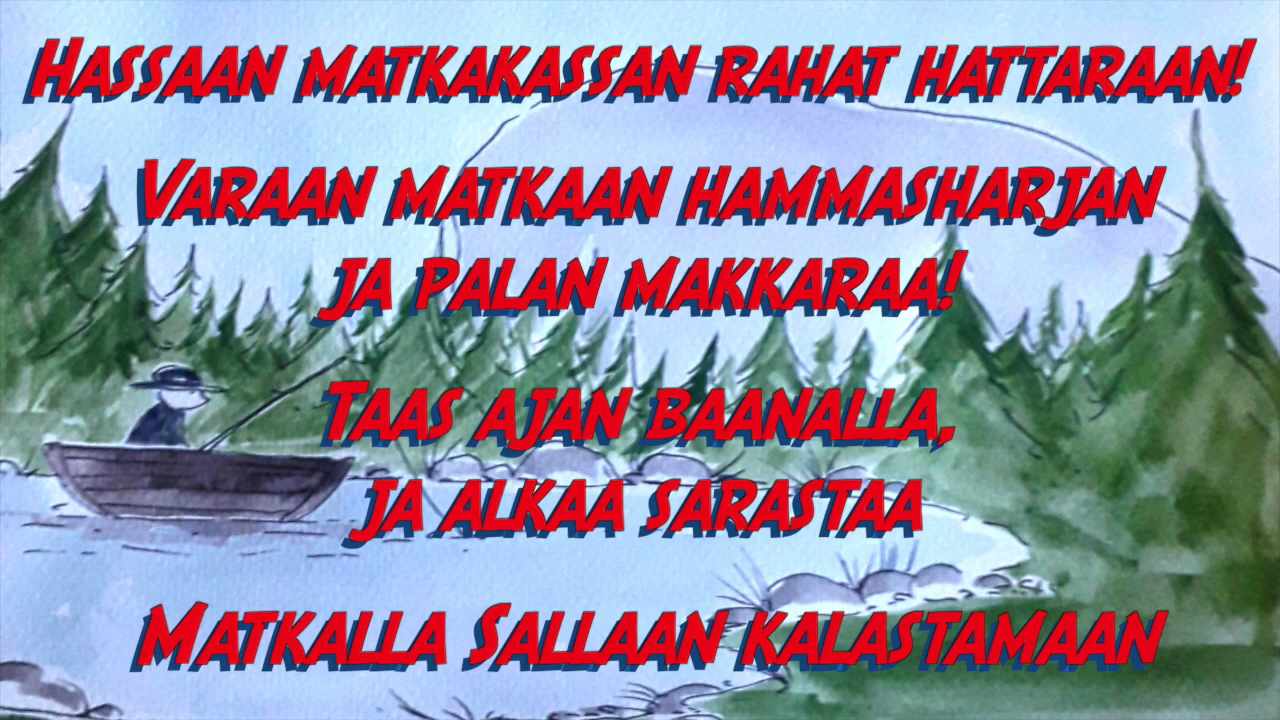 Hassaan matkakassan rahat hattaraan!
Varaan matkaan hammasharjan
ja palan makkaraa!
Taas ajan baanalla,
ja alkaa sarastaa
Matkalla Sallaan kalastamaan